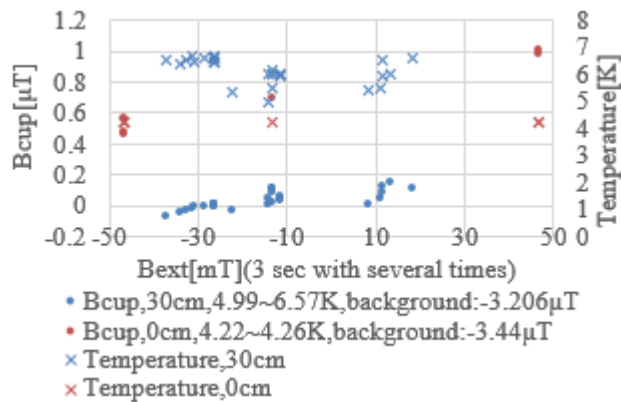 1.2
1
0.8
0.6
0.4
0.2
0
-0.2
Bcup[μT]
8
7
6
5
4
3
2
1
0
Temperature[K]
-50 -30 -10 10 30 50
Bext[mT](3 sec with several times)
Bcup,30cm,4.99~6.57K,background:-3.206μT
Bcup,0cm,4.22~4.26K,background:-3.44μT
Temperature,30cm
Temperature,0cm